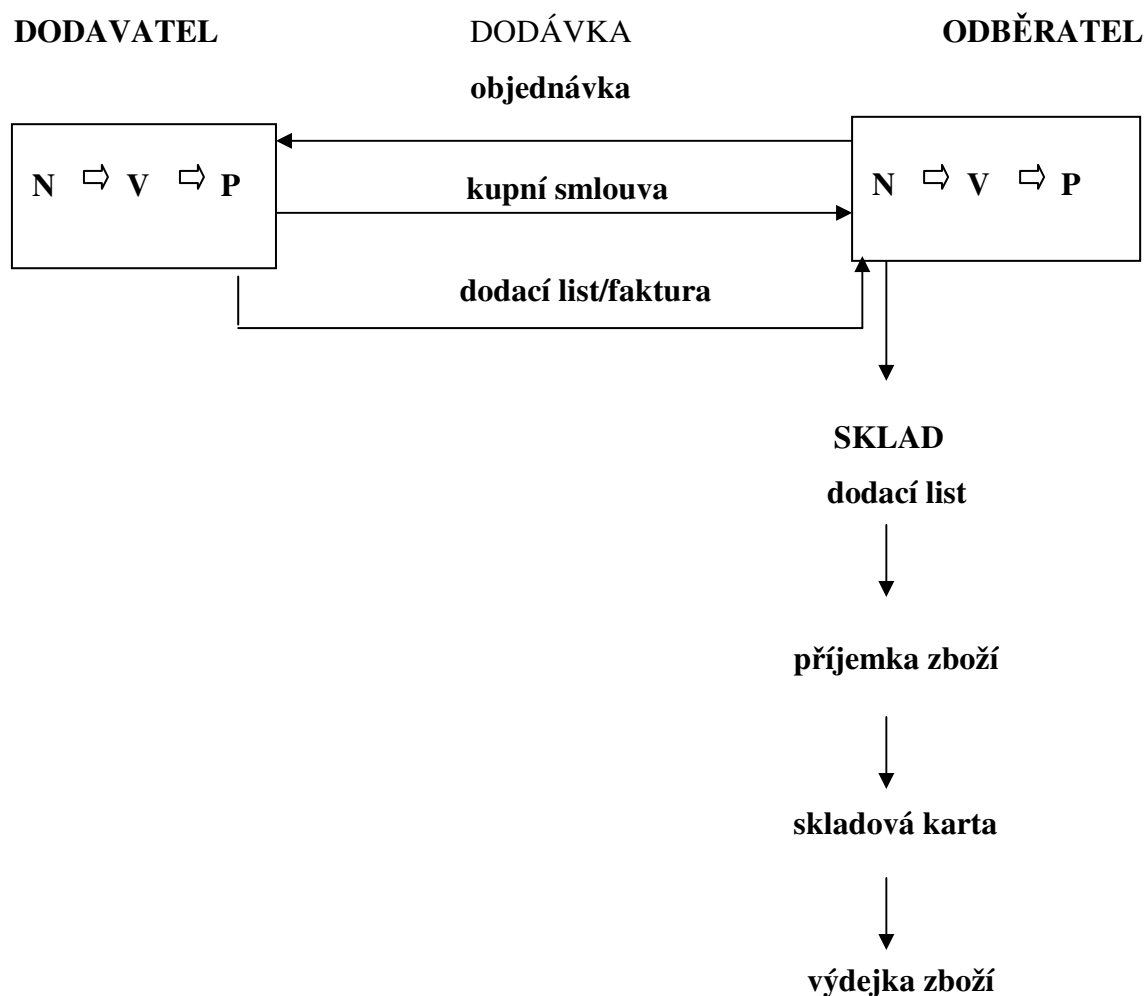 DODAVATEL DODÁVKA ODBĚRATEL
objednávka
N V P
kupní smlouva
N V P
dodací list/faktura
SKLAD
dodací list
příjemka zboží
skladová karta
výdejka zboží